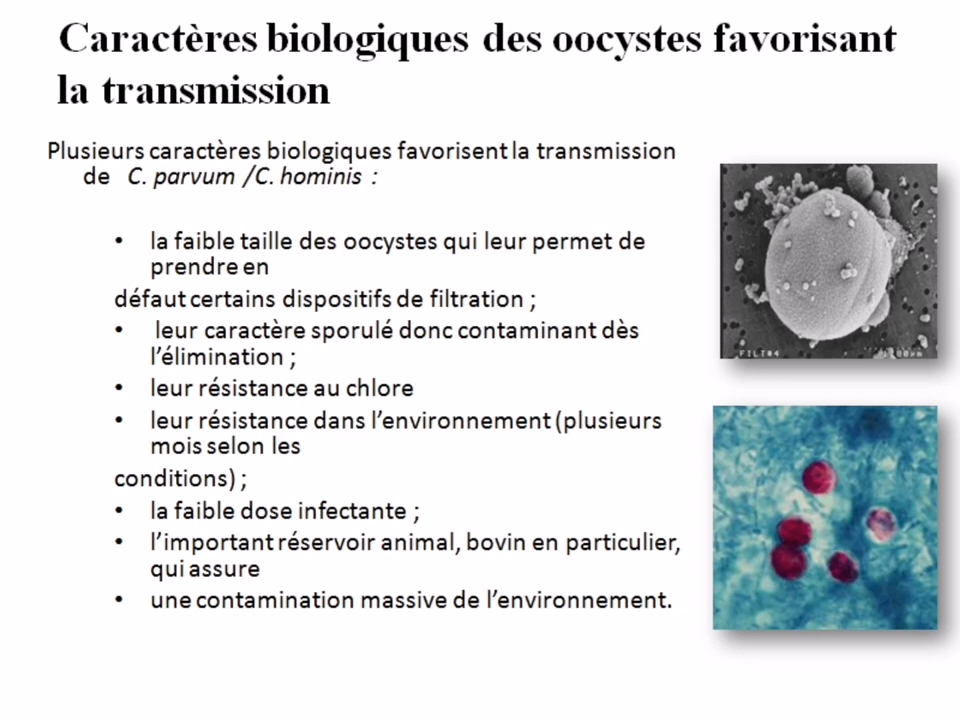 Caractères biologiques des oocystes favorisant
la transmission
Plusieurs caractères biologiques favorisent la transmission
de C. parvum /C. hominis :
• la faible taille des oocystes qui leur permet de
prendre en
défaut certains dispositifs de filtration ;
• leur caractère sporulé donc contaminant dès
l’élimination ;
• leur résistance au chlore
• leur résistance dans l’environnement (plusieurs
mois selon les
conditions) ;
• la faible dose infectante ;
• l’important réservoir animal, bovin en particulier,
qui assure
• une contamination massive de l’environnement.
FILT04